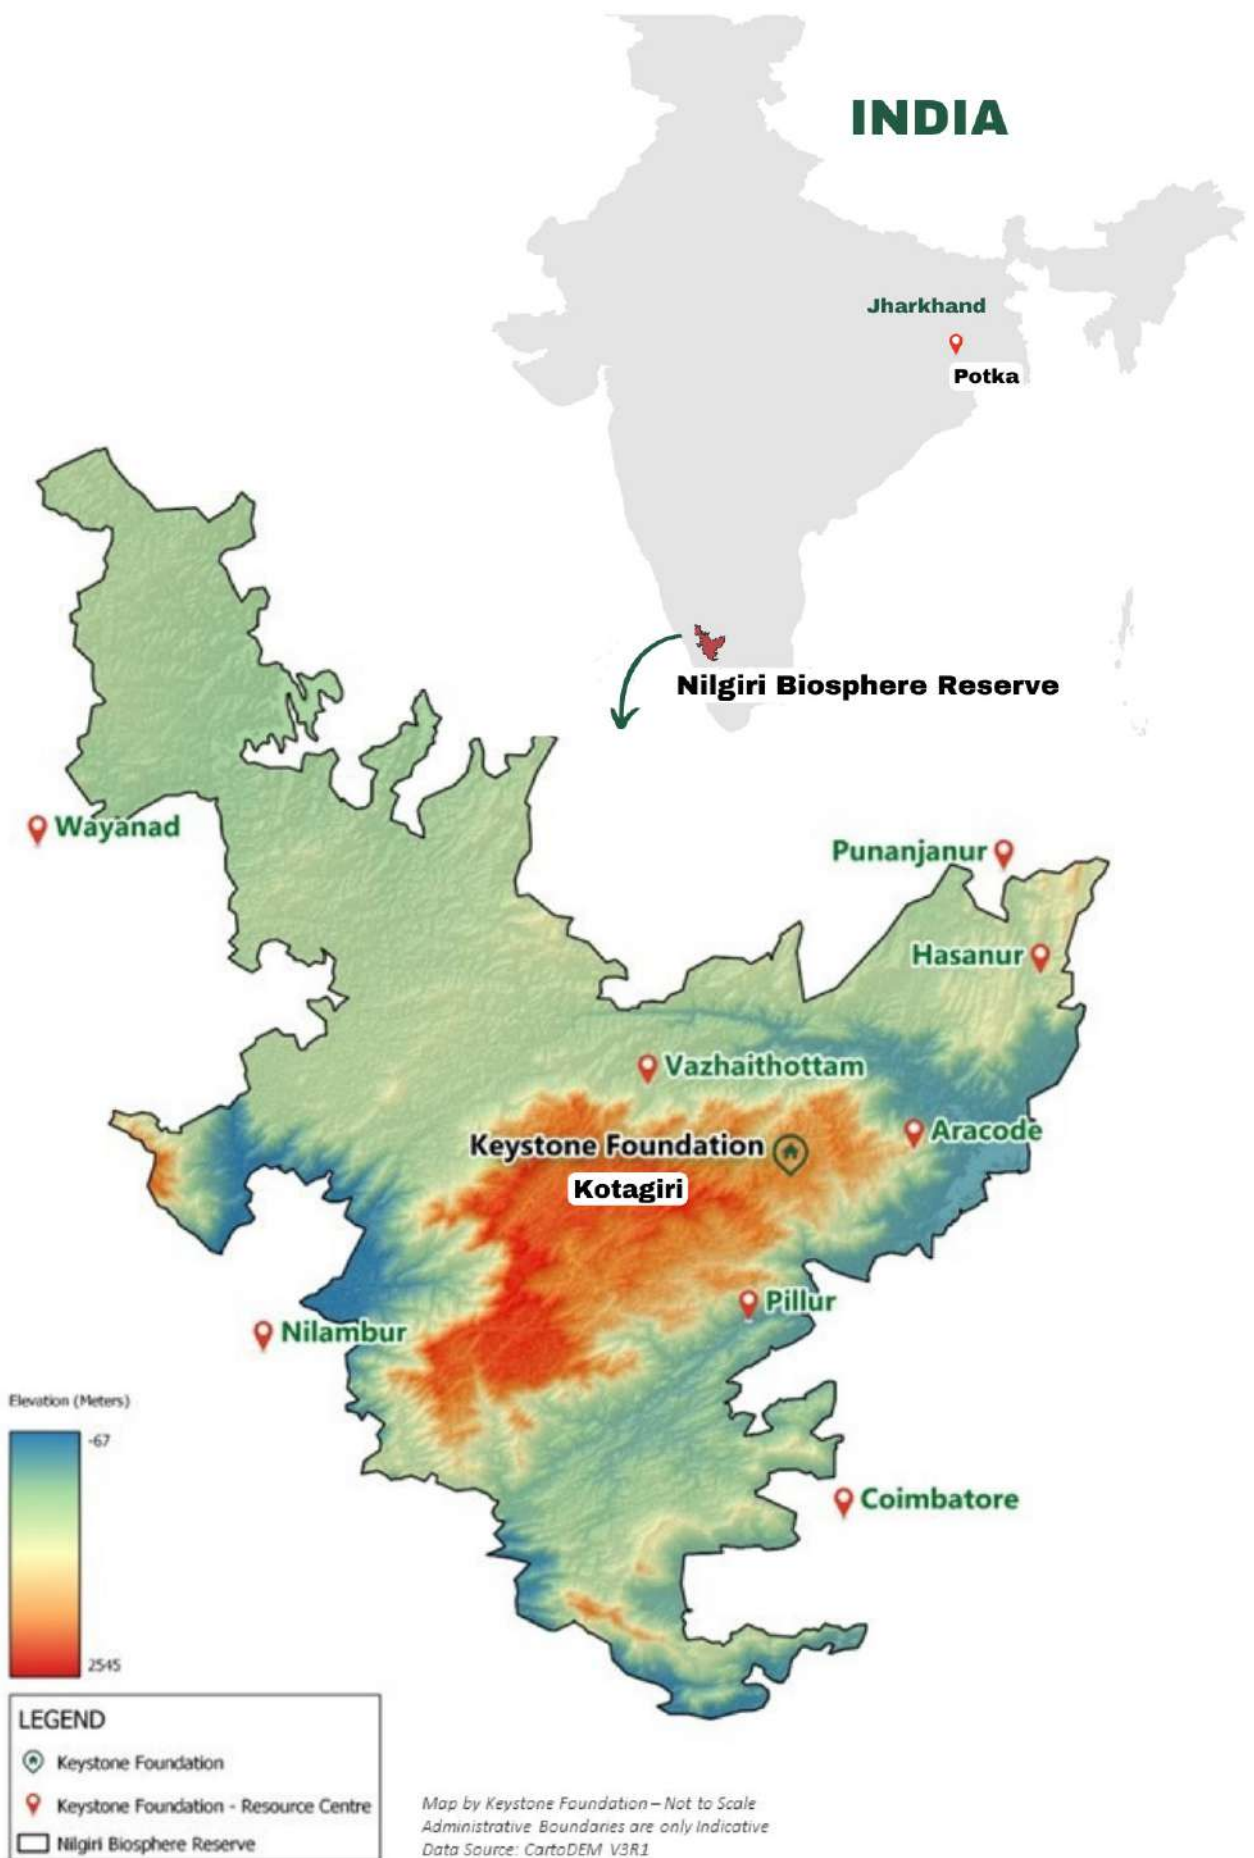 INDIA
Jharkhand
Potka
Nilgiri Biosphere Reserve
Wayanad
Punanjanur
Hasanur
Vazhaithottam
Aracode
Keystone Foundation
Kotagiri
Pillur
Nilambur
Coimbatore
Elevation (Meters)
-67
2545
LEGEND
Keystone Foundation
Keystone Foundation - Resource Centre
Nilgiri Biosphere Reserve
Map by Keystone Foundation – Not to Scale
Administrative Boundaries are only Indicative
Data Source: CartoDEM V3R1